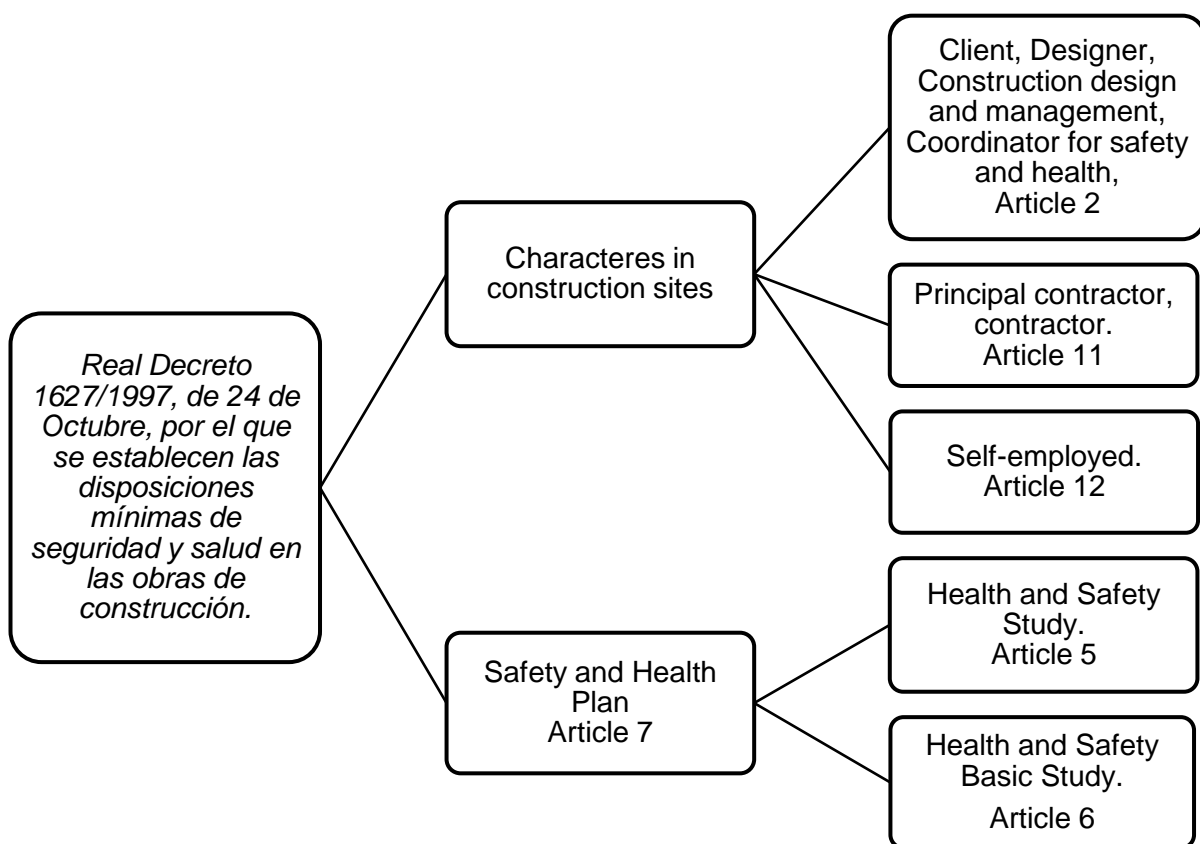 Real Decreto
1627/1997, de 24 de
Octubre, por el que
se establecen las
disposiciones
mínimas de
seguridad y salud en
las obras de
construcción.
Characteres in
construction sites
Client, Designer,
Construction design
and management,
Coordinator for safety
and health,
Article 2
Principal contractor,
contractor.
Article 11
Self-employed.
Article 12
Safety and Health
Plan
Article 7
Health and Safety
Study.
Article 5
Health and Safety
Basic Study.
Article 6